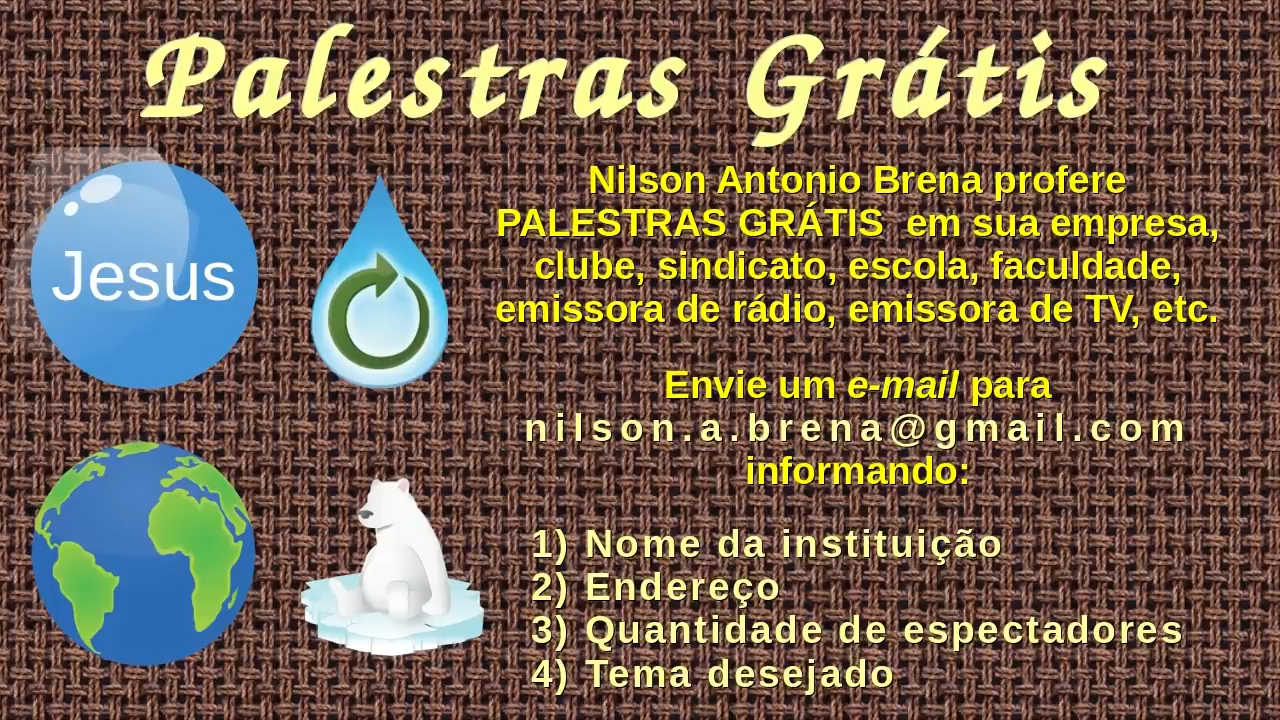 Palestras Grátis
Jesus
Nilson Antonio Brena profere
PALESTRAS GRÁTIS em sua empresa,
clube, sindicato, escola, faculdade,
emissora de rádio, emissora de TV, etc.
Envie um e-mail para
nilson.a.brena@gmail.com
informando:
1) Nome da instituição
2) Endereço
3) Quantidade de espectadores
4) Tema desejado